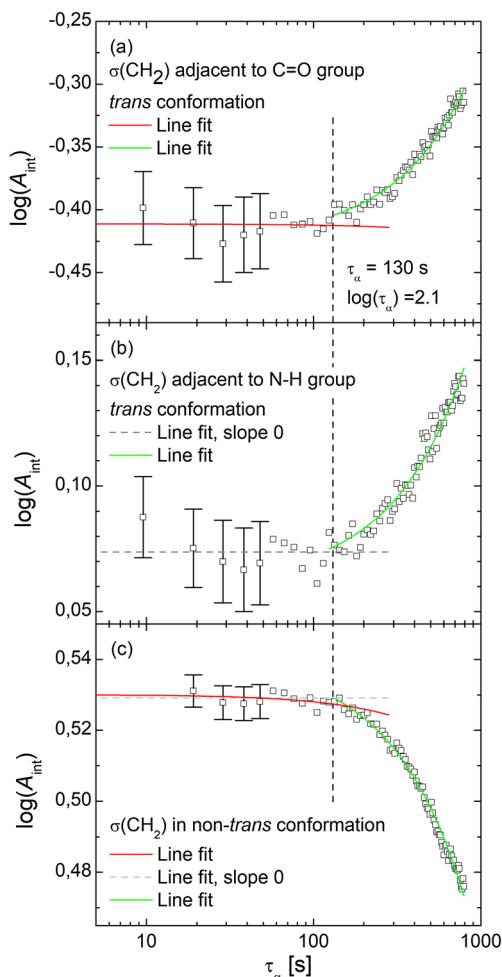 -0,25
(a)
σ(CH2) adjacent to C=O group
-0,30
trans conformation
Line fit
-0,35
Line fit
log(Aint)
-0,40
-0,45
τα = 130 s
log(τα) =2.1
(b)
0,15
σ(CH2) adjacent to N-H group
trans conformation
Line fit, slope 0
0,10
Line fit
log(Aint)
0,05
(c)
0.54
0.52
log(Aint)
0.50
σ(CH2) in non-trans conformation
Line fit
0.48
Line fit, slope 0
Line fit
10 100 1000
τα [s]